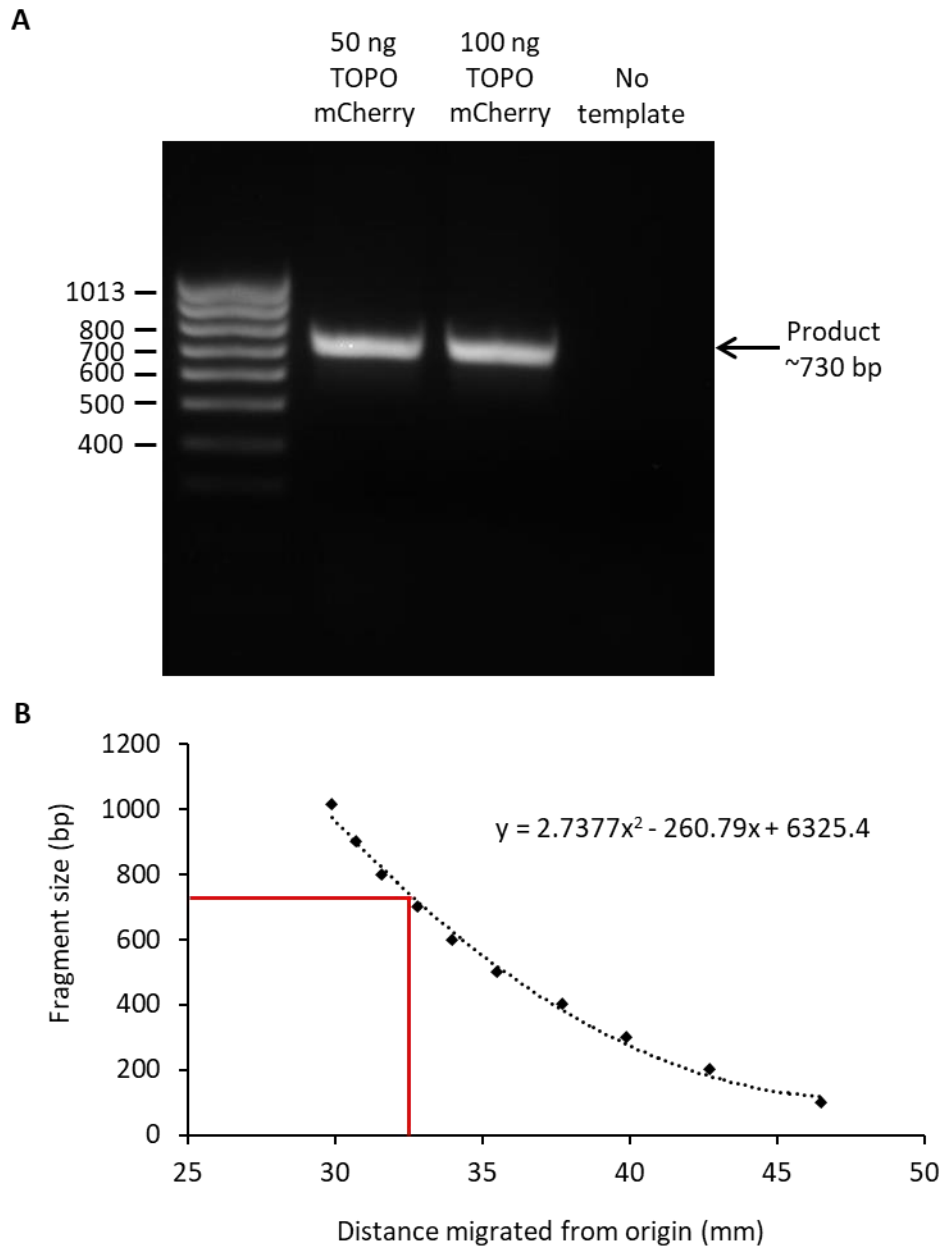 A
50 ng
TOPO
mCherry
100 ng
TOPO
mCherry
No
template
1013
800
700
600
500
400
Product
~730 bp
B
1200
1000
800
600
400
200
0
Fragment size (bp)
y = 2.7377x² - 260.79x + 6325.4
25 30 35 40 45 50
Distance migrated from origin (mm)